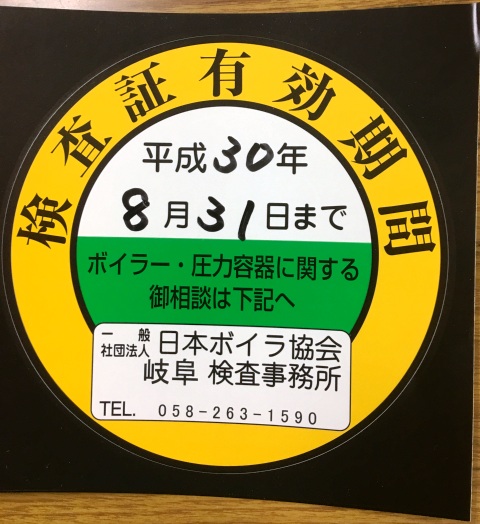 検査証有効期間
平成30年
8月31日まで
ボイラー・圧力容器に関する
御相談は下記へ
一般社団法人 日本ボイラ協会
岐阜 検査事務所
TEL. 058-263-1590